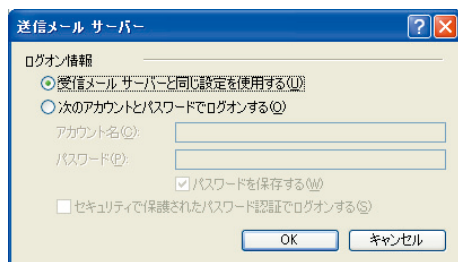 送信メール サーバー
ログオン情報
受信メール サーバーと同じ設定を使用する(U)
次のアカウントとパスワードでログオンする(O)
アカウント名(C):
パスワード(P):
パスワードを保存する(W)
セキュリティで保護されたパスワード認証でログオンする(S)
OK キャンセル